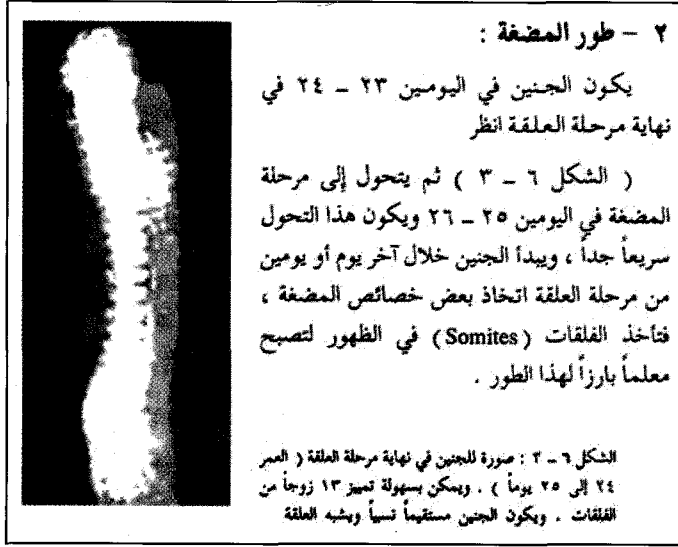 ٢ – طور المضغة :
يكون الجنين في اليومين ٢٣ – ٢٤ في
نهاية مرحلة العلقة انظر
( الشكل ٦ – ٣ ) ثم يتحول إلى مرحلة
المضغة في اليومين ٢٥ – ٢٦ ويكون هذا التحول
سريعاً جداً ، ويبدأ الجنين خلال آخر يوم أو يومين
من مرحلة العلقة اتخاذ بعض خصائص المضغة ،
فتأخذ الفلقات (Somites) في الظهور لتصبح
معلماً بارزاً لهذا الطور .
الشكل ٦ – ٣ : صورة للجنين في نهاية مرحلة العلقة ( العمر
٢٤ إلى ٢٥ يوماً ) . ويمكن بسهولة تمييز ١٣ زوجاً من
الفلقات . ويكون الجنين مستقيماً نسبياً ويشبه العلقة